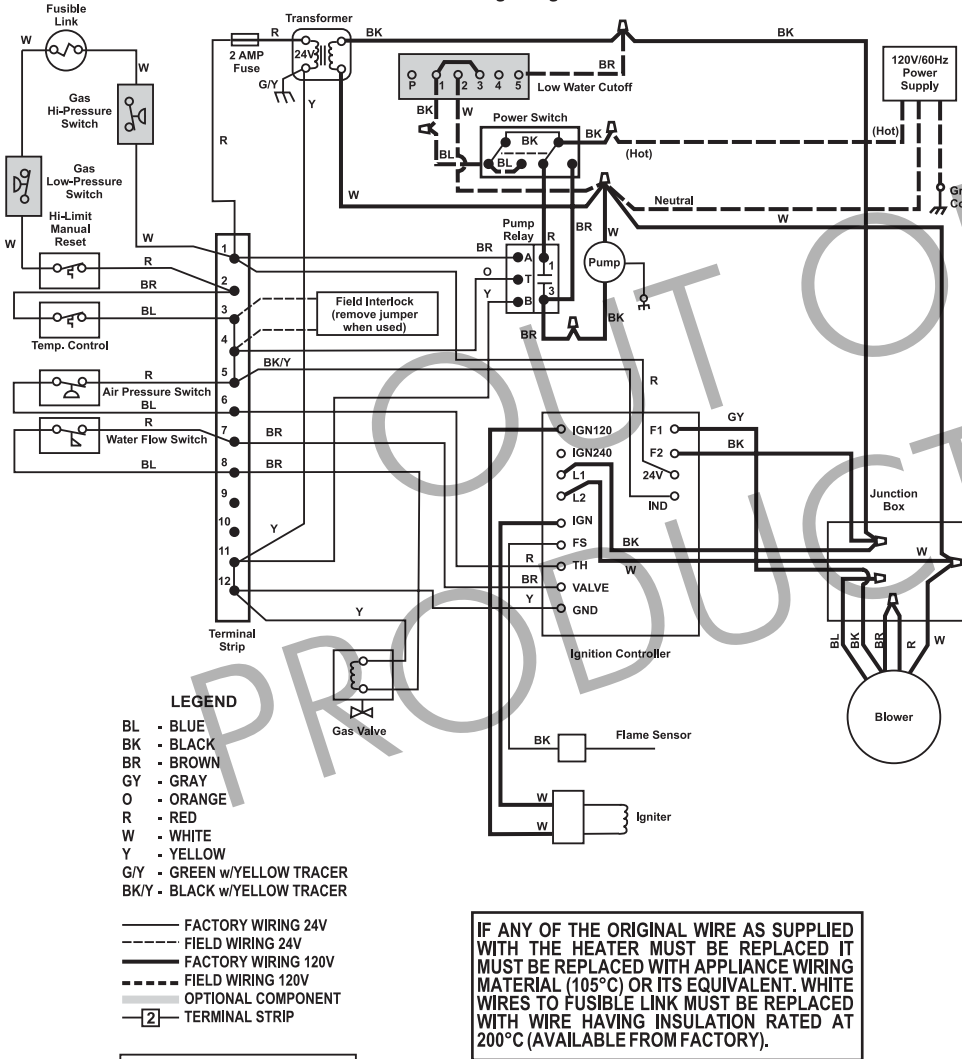 Fusible
Link
Transformer
W
W
R
2 AMP
Fuse
24V
G/Y
Y
BK
BK
BR
P 1 2 3 4 5
Low Water Cutoff
120V/60Hz
Power
Supply
Gas
Hi-Pressure
Switch
R
BK
W
Power Switch
BK
BL
BL
BK
(Hot)
(Hot)
Gas
Low-Pressure
Switch
W
Neutral
W
Hi-Limit
Manual
Reset
W
W
R
BR
BL
Temp. Control
Pump
Relay
BR
O
Y
A
T
B
R
1
3
BR
W
Pump
BK
BR
1
2
3
4
5
6
7
8
9
10
11
12
Field Interlock
(remove jumper
when used)
BK/Y
R
R
Air Pressure Switch
BL
R
Water Flow Switch
BL
BR
BR
Y
R
BR
Y
Y
IGN120
IGN240
L1
L2
IGN
FS
TH
VALVE
GND
F1
F2
24V
IND
GY
BK
BK
W
Ignition Controller
Junction
Box
W
BL
BK
BR
R
W
Blower
Terminal
Strip
Gas Valve
BK
Flame Sensor
W
W
Igniter
LEGEND
BL - BLUE
BK - BLACK
BR - BROWN
GY - GRAY
O - ORANGE
R - RED
W - WHITE
Y - YELLOW
G/Y - GREEN w/YELLOW TRACER
BK/Y - BLACK w/YELLOW TRACER
FACTORY WIRING 24V
FIELD WIRING 24V
FACTORY WIRING 120V
FIELD WIRING 120V
OPTIONAL COMPONENT
2 TERMINAL STRIP
IF ANY OF THE ORIGINAL WIRE AS SUPPLIED
WITH THE HEATER MUST BE REPLACED IT
MUST BE REPLACED WITH APPLIANCE WIRING
MATERIAL (105°C) OR ITS EQUIVALENT. WHITE
WIRES TO FUSIBLE LINK MUST BE REPLACED
WITH WIRE HAVING INSULATION RATED AT
200°C (AVAILABLE FROM FACTORY).
OUT O
PRODUCT